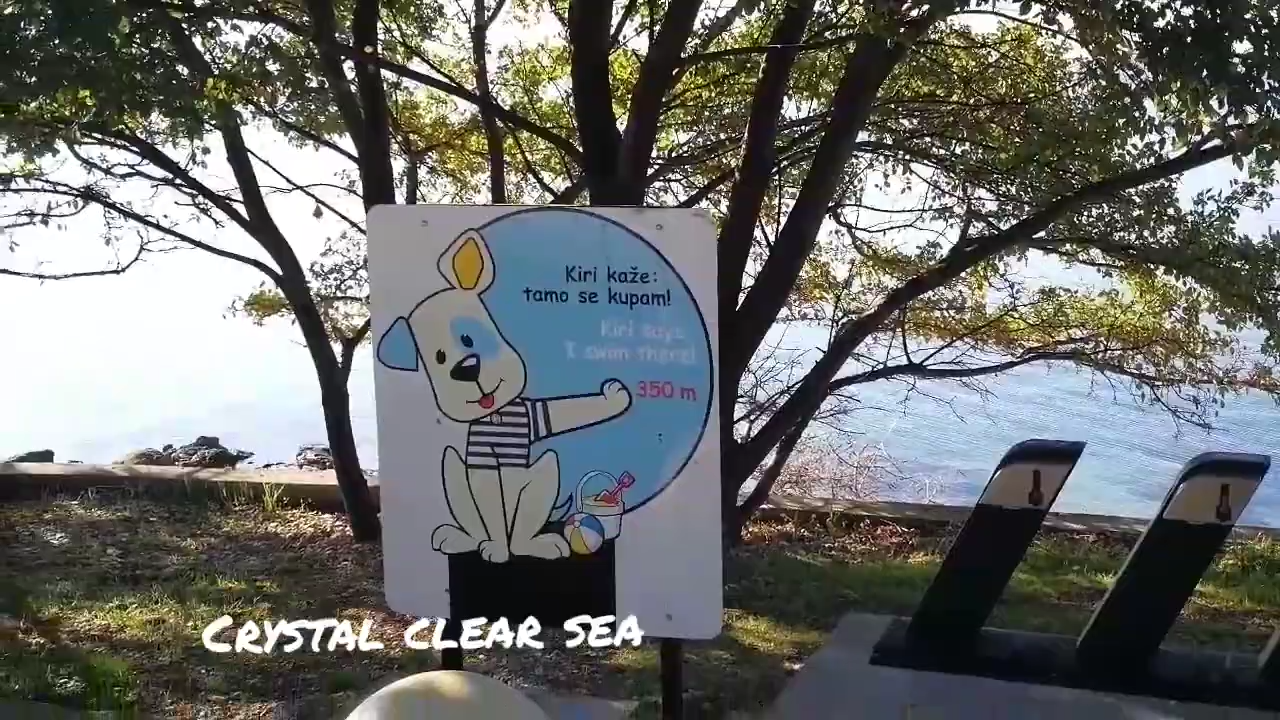 Kiri kaže:
tamo se kupam!
Kiri says
I swim there!
350 m
CRYSTAL CLEAR SEA